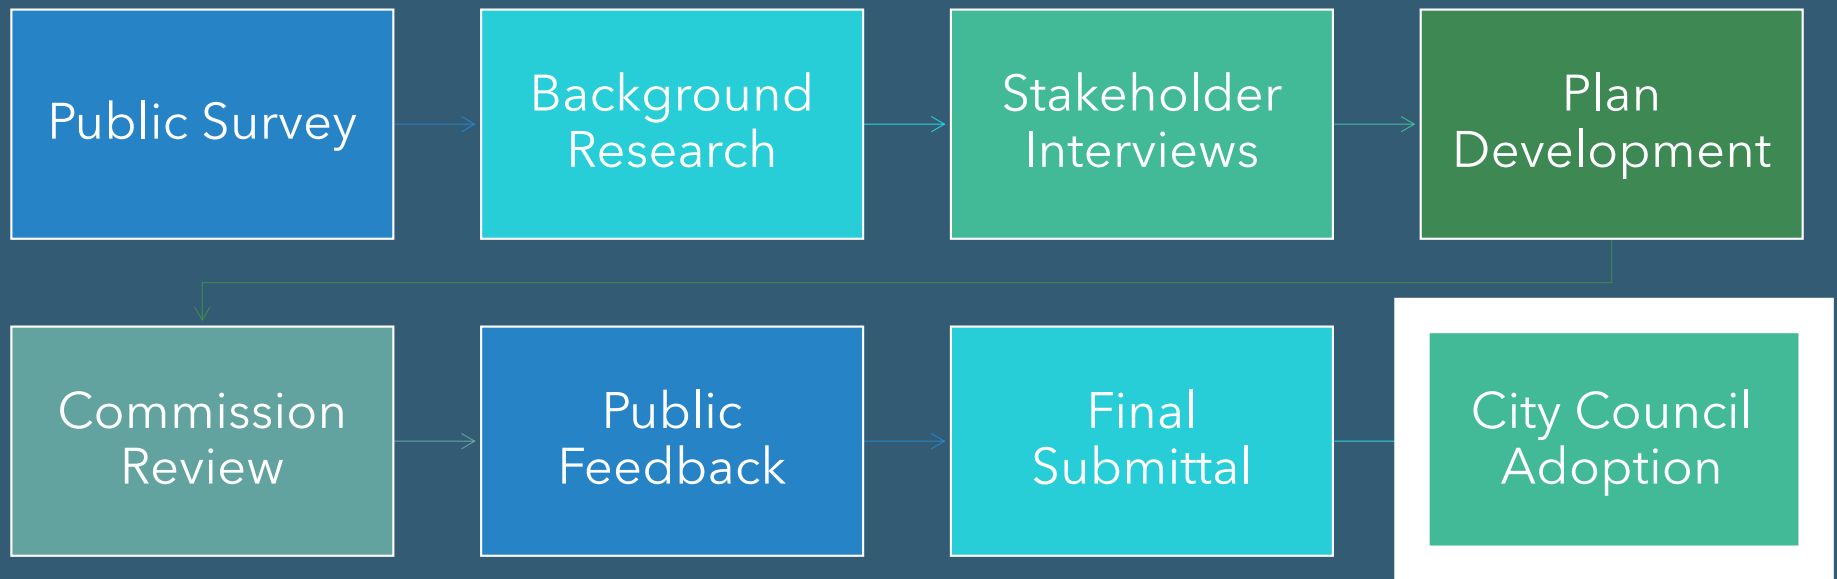 Public Survey
Background
Research
Stakeholder
Interviews
Plan
Development
Commission
Review
Public
Feedback
Final
Submittal
City Council
Adoption